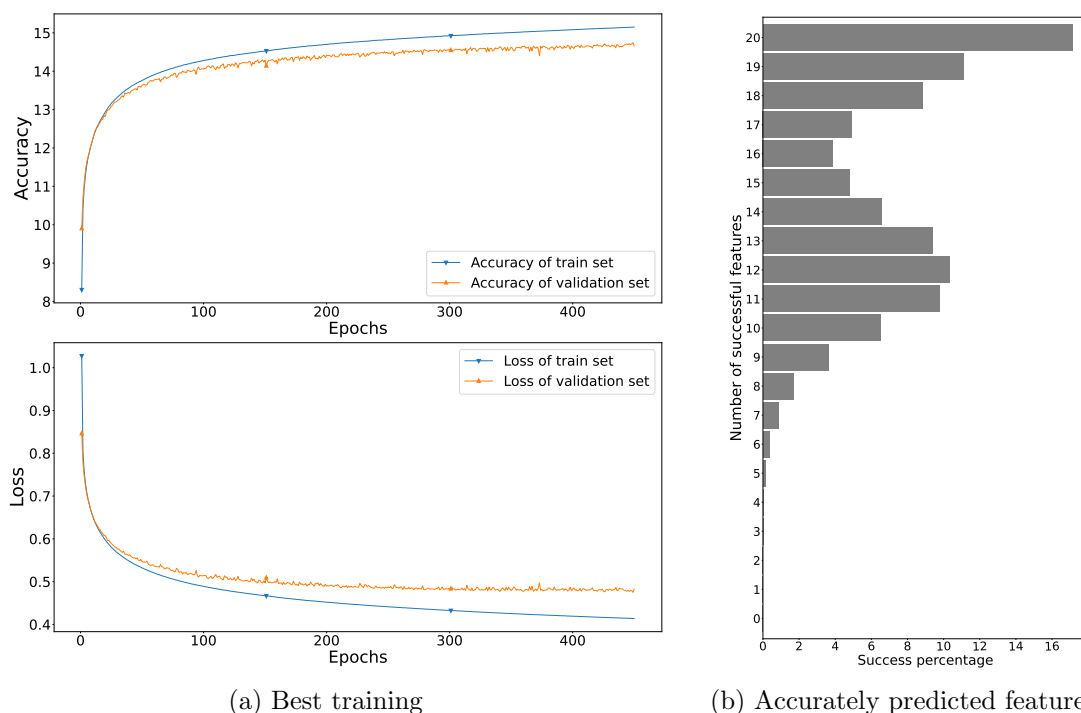 15
14
13
12
11
10
9
8
Accuracy
Accuracy of train set
Accuracy of validation set
0 100 200 300 400
Epochs
1.0
0.9
0.8
0.7
0.6
0.5
0.4
Loss
Loss of train set
Loss of validation set
0 100 200 300 400
Epochs
(a) Best training
20
19
18
17
16
15
14
13
12
11
10
9
8
7
6
5
4
3
2
1
0
Number of successful features
0 2 4 6 8 10 12 14 16
Success percentage
(b) Accurately predicted feature